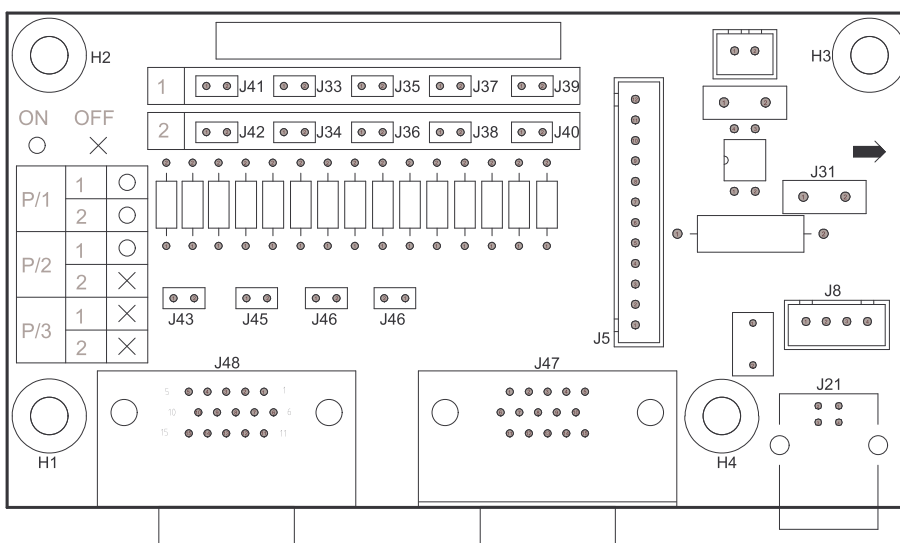 H2
H3
1 J41 J33 J35 J37 J39
ON OFF
2 J42 J34 J36 J38 J40
P/1 1
2
P/2 1
2
P/3 1
2
J31
J43 J45 J46 J46
J5
J8
J48 J47 J21
5 1
10 6
15 11
H1 H4